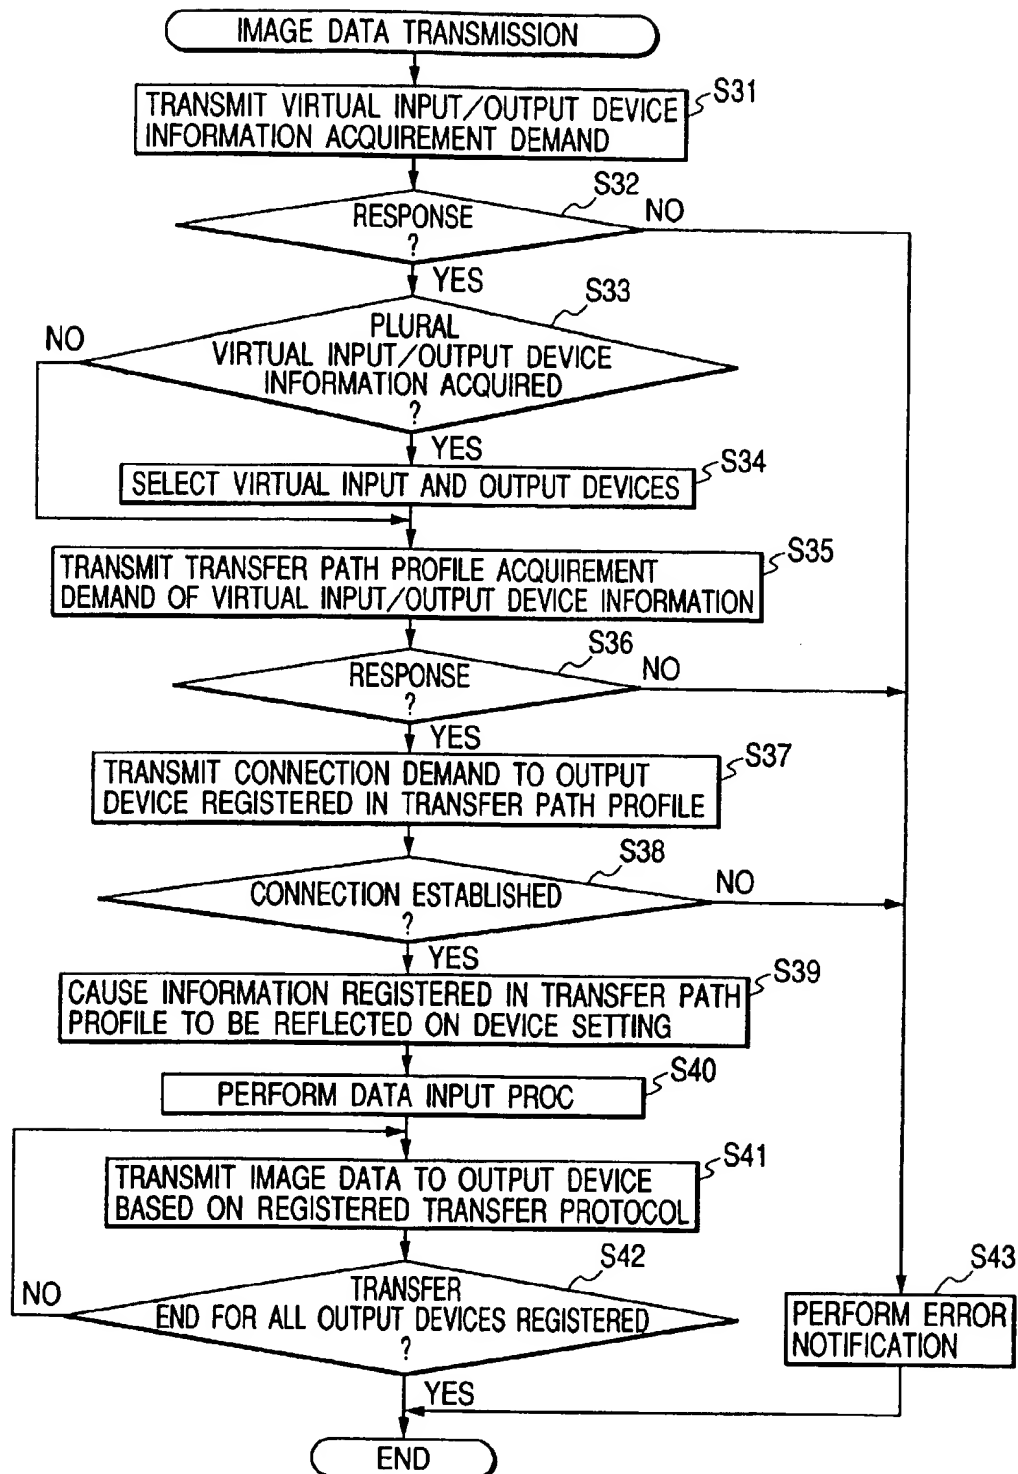 IMAGE DATA TRANSMISSION
S31
TRANSMIT VIRTUAL INPUT/OUTPUT DEVICE
INFORMATION ACQUIREMENT DEMAND
S32
RESPONSE
?
NO
YES
S33
PLURAL
VIRTUAL INPUT/OUTPUT DEVICE
INFORMATION ACQUIRED
?
NO
YES
S34
SELECT VIRTUAL INPUT AND OUTPUT DEVICES
S35
TRANSMIT TRANSFER PATH PROFILE ACQUIREMENT
DEMAND OF VIRTUAL INPUT/OUTPUT DEVICE INFORMATION
S36
RESPONSE
?
NO
YES
S37
TRANSMIT CONNECTION DEMAND TO OUTPUT
DEVICE REGISTERED IN TRANSFER PATH PROFILE
S38
CONNECTION ESTABLISHED
?
NO
YES
S39
CAUSE INFORMATION REGISTERED IN TRANSFER PATH
PROFILE TO BE REFLECTED ON DEVICE SETTING
S40
PERFORM DATA INPUT PROC
S41
TRANSMIT IMAGE DATA TO OUTPUT DEVICE
BASED ON REGISTERED TRANSFER PROTOCOL
S42
TRANSFER
END FOR ALL OUTPUT DEVICES REGISTERED
?
NO
YES
S43
PERFORM ERROR
NOTIFICATION
END